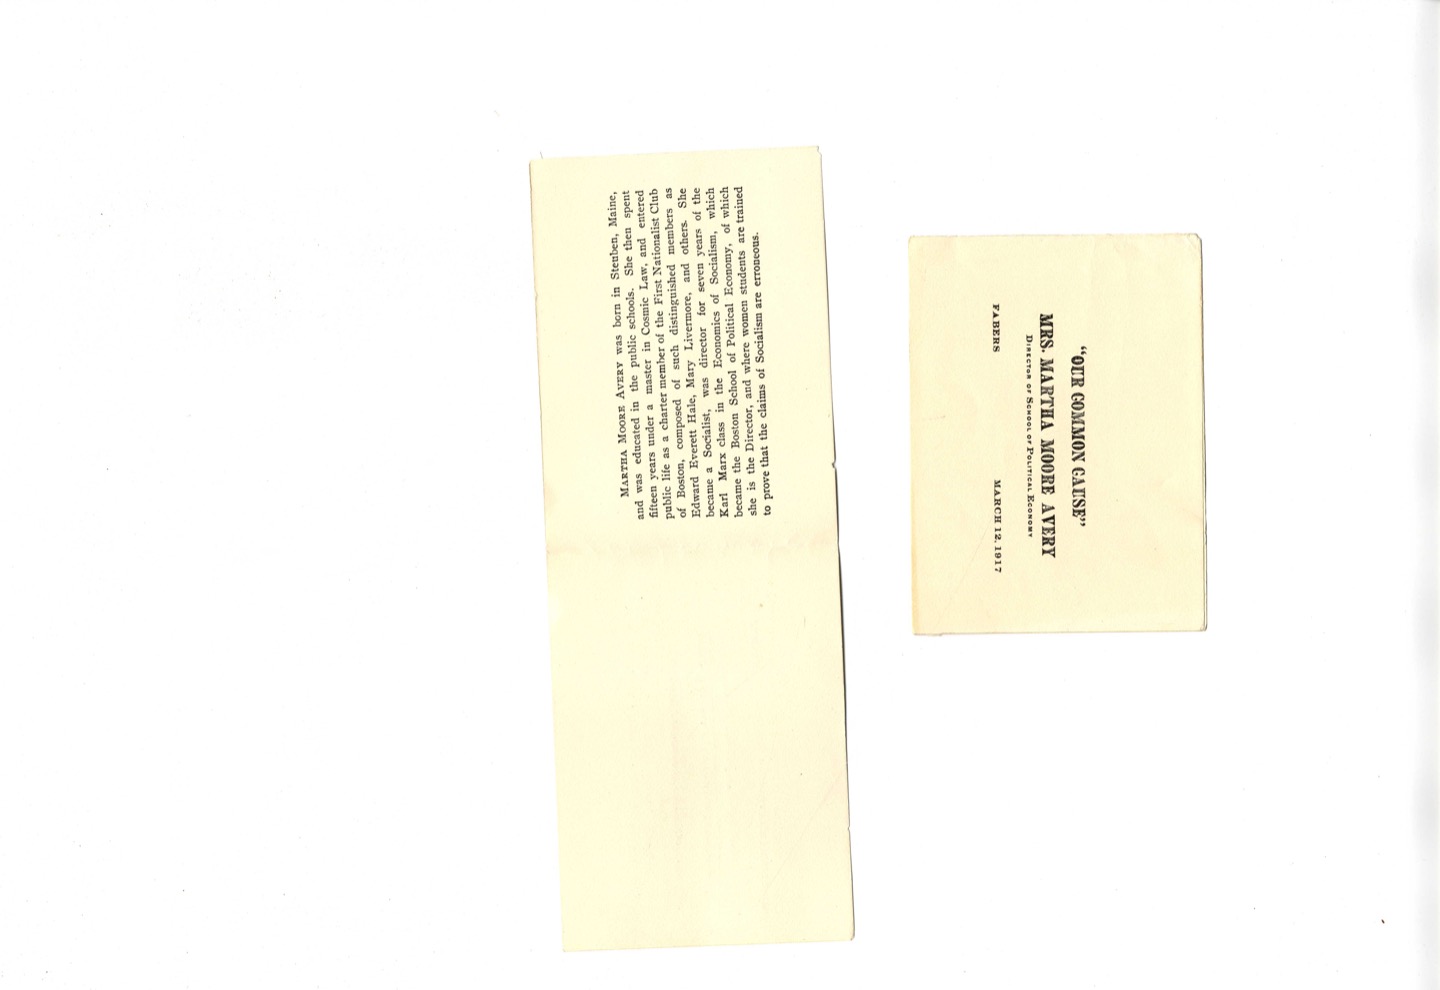 MARTHA MOORE AVERY was born in Steuben, Maine,
and was educated in the public schools. She then spent
fifteen years under a master in Cosmic Law, and entered
public life as a charter member of the First Nationalist Club
of Boston, composed of such distinguished members as
Edward Everett Hale, Mary Livermore, and others. She
became a Socialist, was director for seven years of the
Karl Marx class in the Economics of Socialism, which
became the Boston School of Political Economy, of which
she is the Director, and where women students are trained
to prove that the claims of Socialism are erroneous.
"OUR COMMON CAUSE"
MRS. MARTHA MOORE AVERY
DIRECTOR OF SCHOOL OF POLITICAL ECONOMY
FABERS MARCH 12, 1917